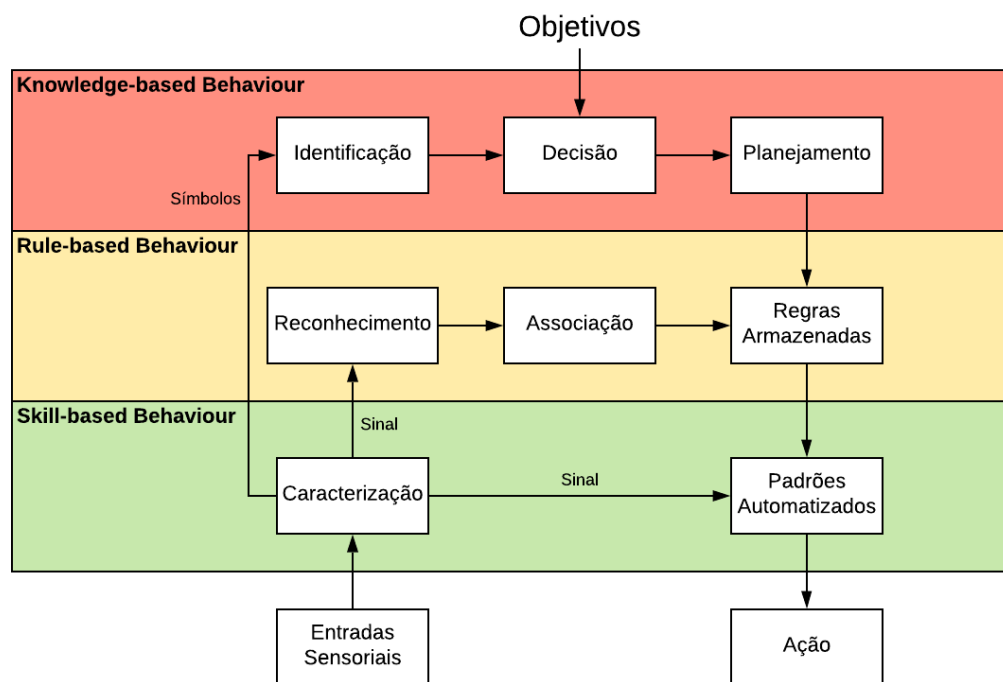 Objetivos
Knowledge-based Behaviour
Identificação
Decisão
Planejamento
Símbolos
Rule-based Behaviour
Reconhecimento
Associação
Regras
Armazenadas
Skill-based Behaviour
Sinal
Caracterização
Sinal
Padrões
Automatizados
Entradas
Sensoriais
Ação